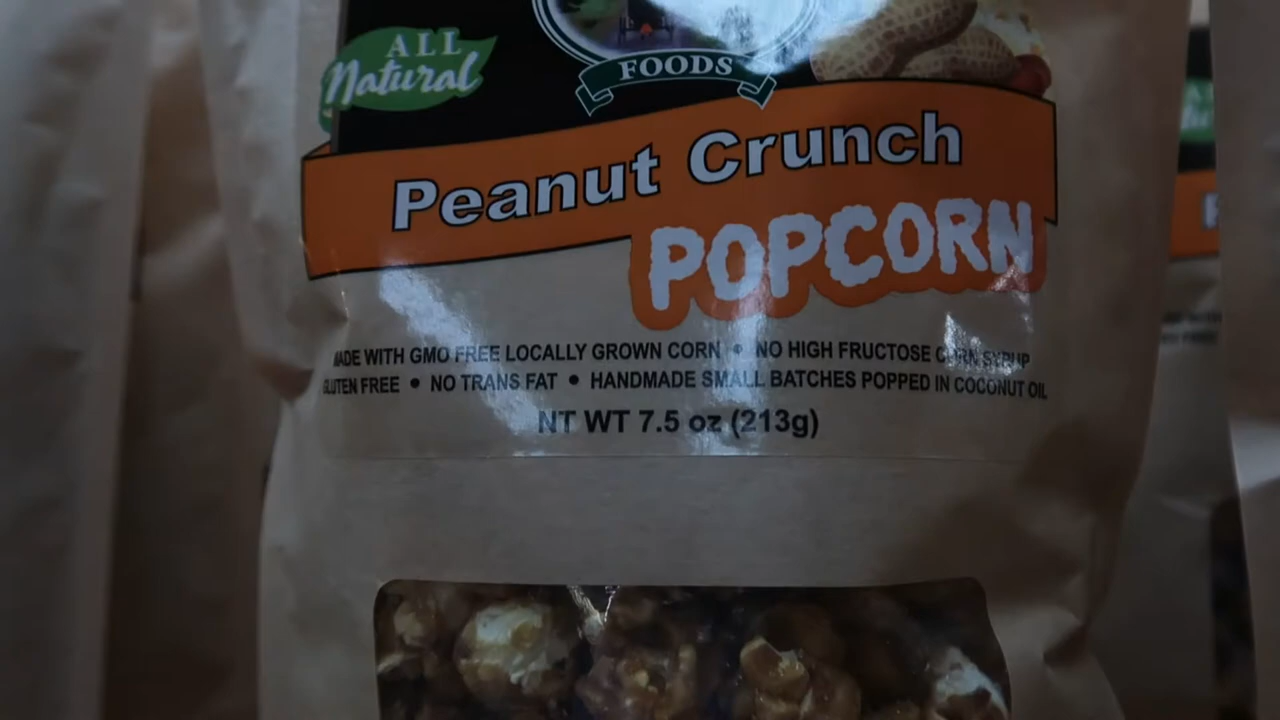 ALL
Natural
FOODS
Peanut Crunch
POPCORN
MADE WITH GMO FREE LOCALLY GROWN CORN • NO HIGH FRUCTOSE CORN SYRUP
GLUTEN FREE • NO TRANS FAT • HANDMADE SMALL BATCHES POPPED IN COCONUT OIL
NT WT 7.5 oz (213g)